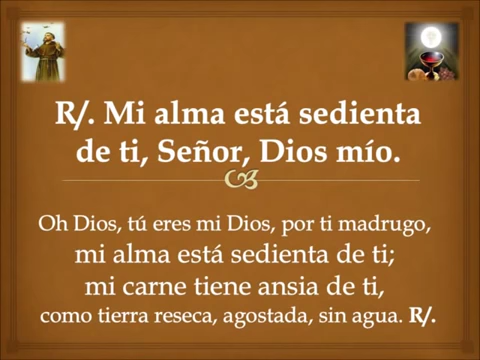 R/. Mi alma está sedienta
de ti, Señor, Dios mío.
Oh Dios, tú eres mi Dios, por ti madrugo,
mi alma está sedienta de ti;
mi carne tiene ansia de ti,
como tierra reseca, agostada, sin agua. R/.